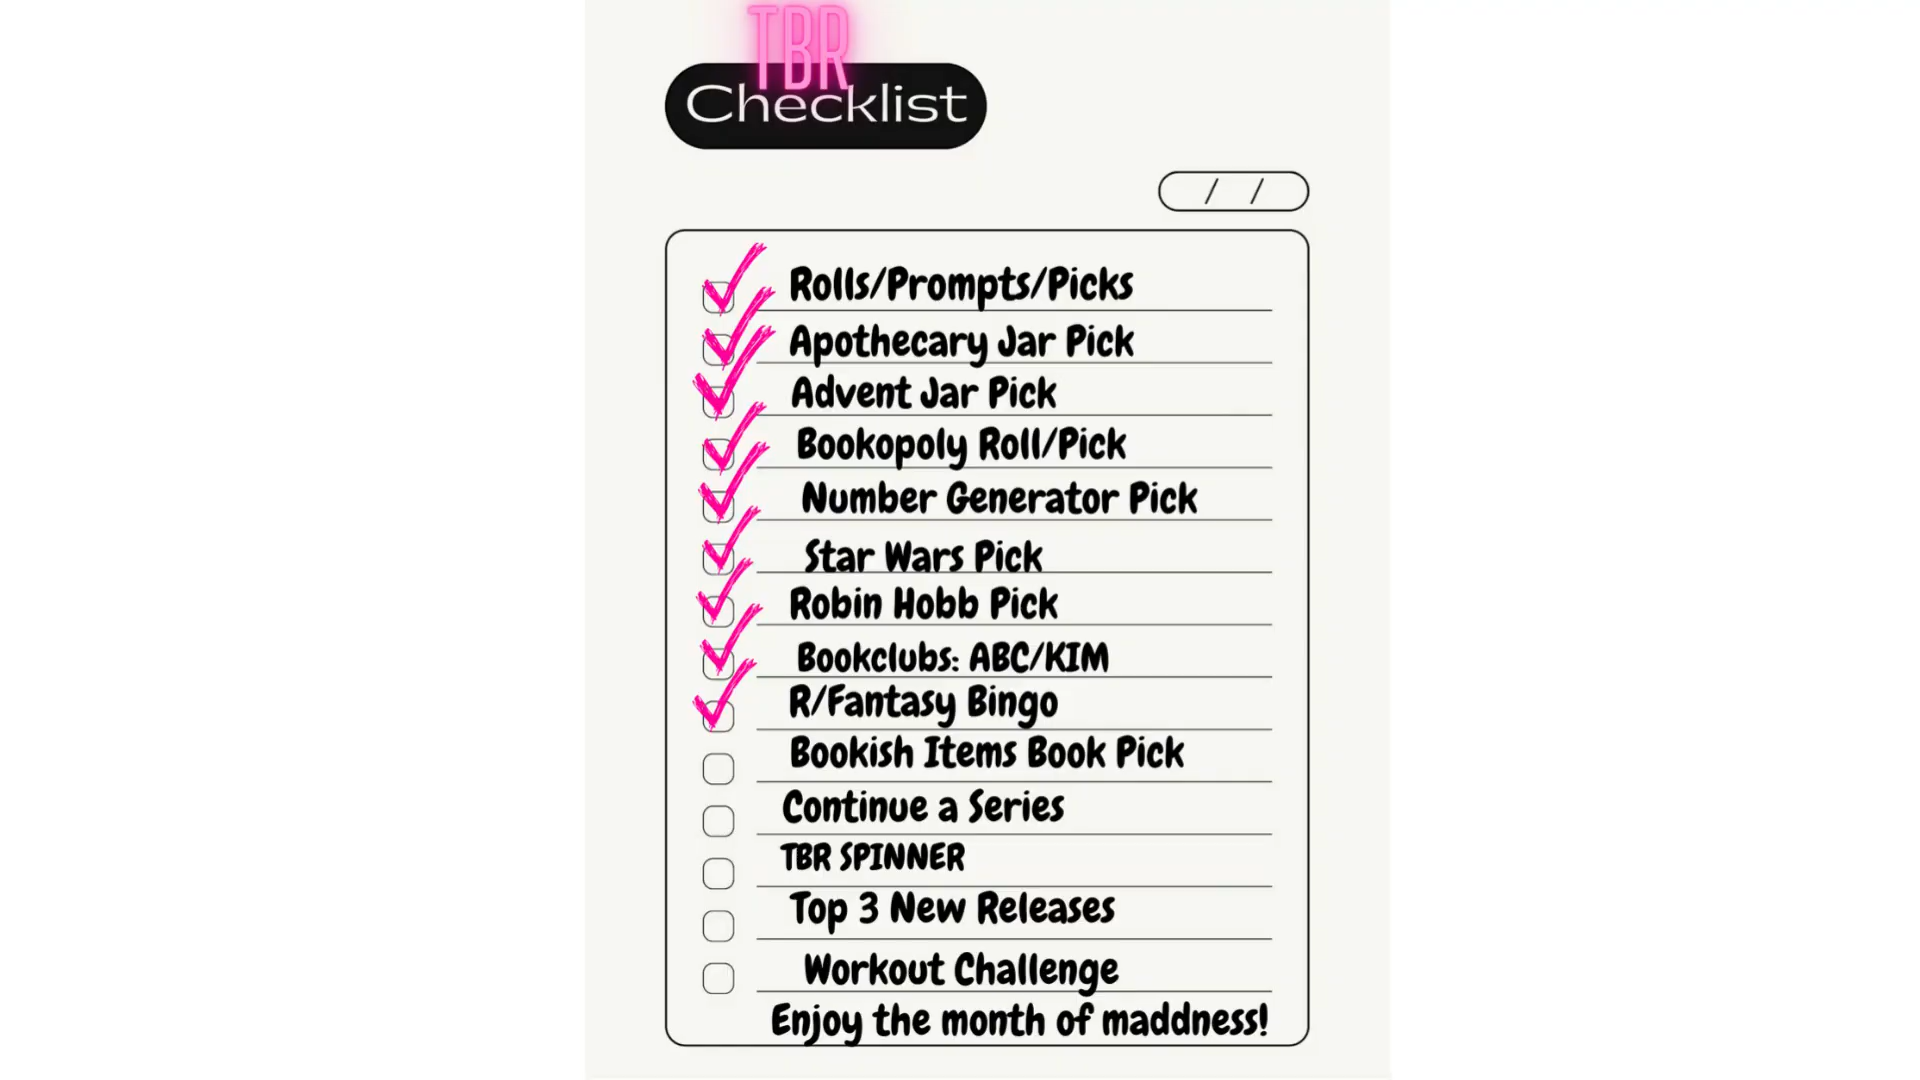 TBR
Checklist
/ /
Rolls/Prompts/Picks
Apothecary Jar Pick
Advent Jar Pick
Bookopoly Roll/Pick
Number Generator Pick
Star Wars Pick
Robin Hobb Pick
Bookclubs: ABC/KIM
R/Fantasy Bingo
Bookish Items Book Pick
Continue a Series
TBR SPINNER
Top 3 New Releases
Workout Challenge
Enjoy the month of maddness!